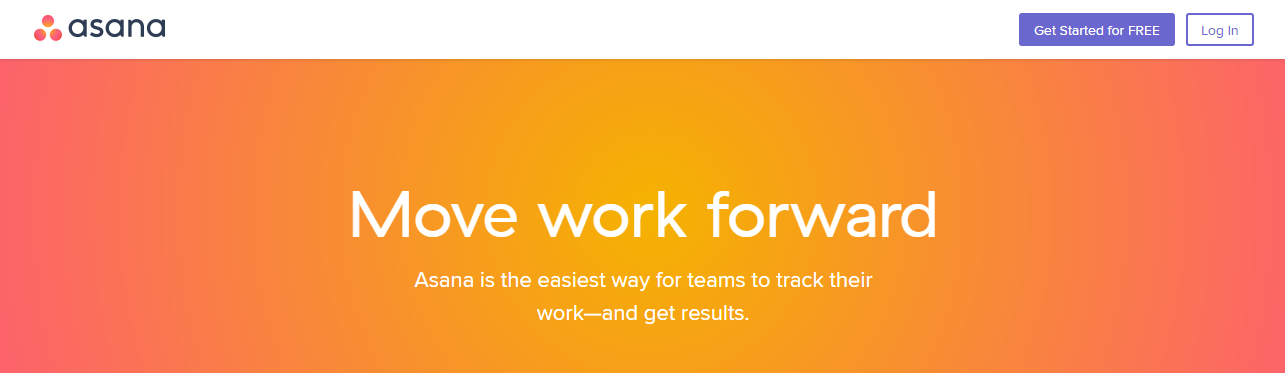 asana
Get Started for FREE
Log In
Move work forward
Asana is the easiest way for teams to track their
work—and get results.